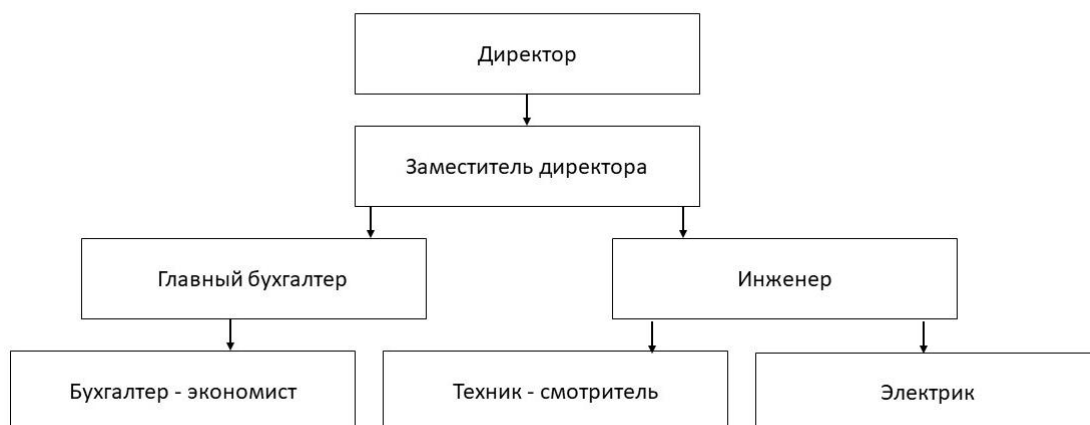 Директор
Заместитель директора
Главный бухгалтер
Инженер
Бухгалтер - экономист
Техник - смотритель
Электрик